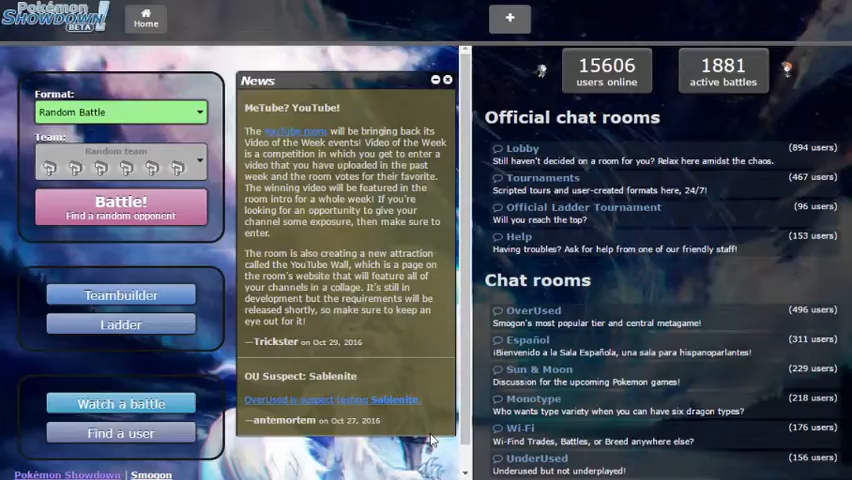 Pokémon
Showdown!
BETA
Home
+
Format:
Random Battle
Team:
Random team
Battle!
Find a random opponent
Teambuilder
Ladder
Watch a battle
Find a user
Pokémon Showdown | Smogon
News
MeTube? YouTube!
The YouTube room will be bringing back its
Video of the Week events! Video of the Week
is a competition in which you get to enter a
video that you have uploaded in the past
week and the room votes for their favorite.
The winning video will be featured in the
room intro for a whole week! If you're
looking for an opportunity to give your
channel some exposure, then make sure to
enter.
The room is also creating a new attraction
called the YouTube Wall, which is a page on
the room's website that will feature all of
your channels in a collage. It's still in
development but the requirements will be
released shortly, so make sure to keep an
eye out for it!
—Trickster on Oct 29, 2016
OU Suspect: Sablenite
OverUsed is suspect testing Sablenite.
—antemortem on Oct 27, 2016
15606
users online
1881
active battles
Official chat rooms
Lobby (894 users)
Still haven't decided on a room for you? Relax here amidst the chaos.
Tournaments (467 users)
Scripted tours and user-created formats here, 24/7!
Official Ladder Tournament (96 users)
Will you reach the top?
Help (153 users)
Having troubles? Ask for help from one of our friendly staff!
Chat rooms
OverUsed (496 users)
Smogon's most popular tier and central metagame!
Español (311 users)
¡Bienvenido a la Sala Española, una sala para hispanoparlantes!
Sun & Moon (229 users)
Discussion for the upcoming Pokemon games!
Monotype (218 users)
Who wants type variety when you can have six dragon types?
Wi-Fi (176 users)
Wi-Find Trades, Battles, or Breed anywhere else?
UnderUsed (156 users)
Underused but not underplayed!